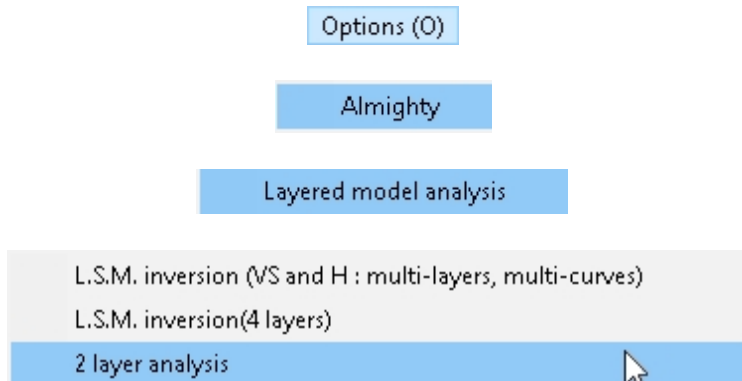 Options (O)
Almighty
Layered model analysis
L.S.M. inversion (VS and H : multi-layers, multi-curves)
L.S.M. inversion(4 layers)
2 layer analysis